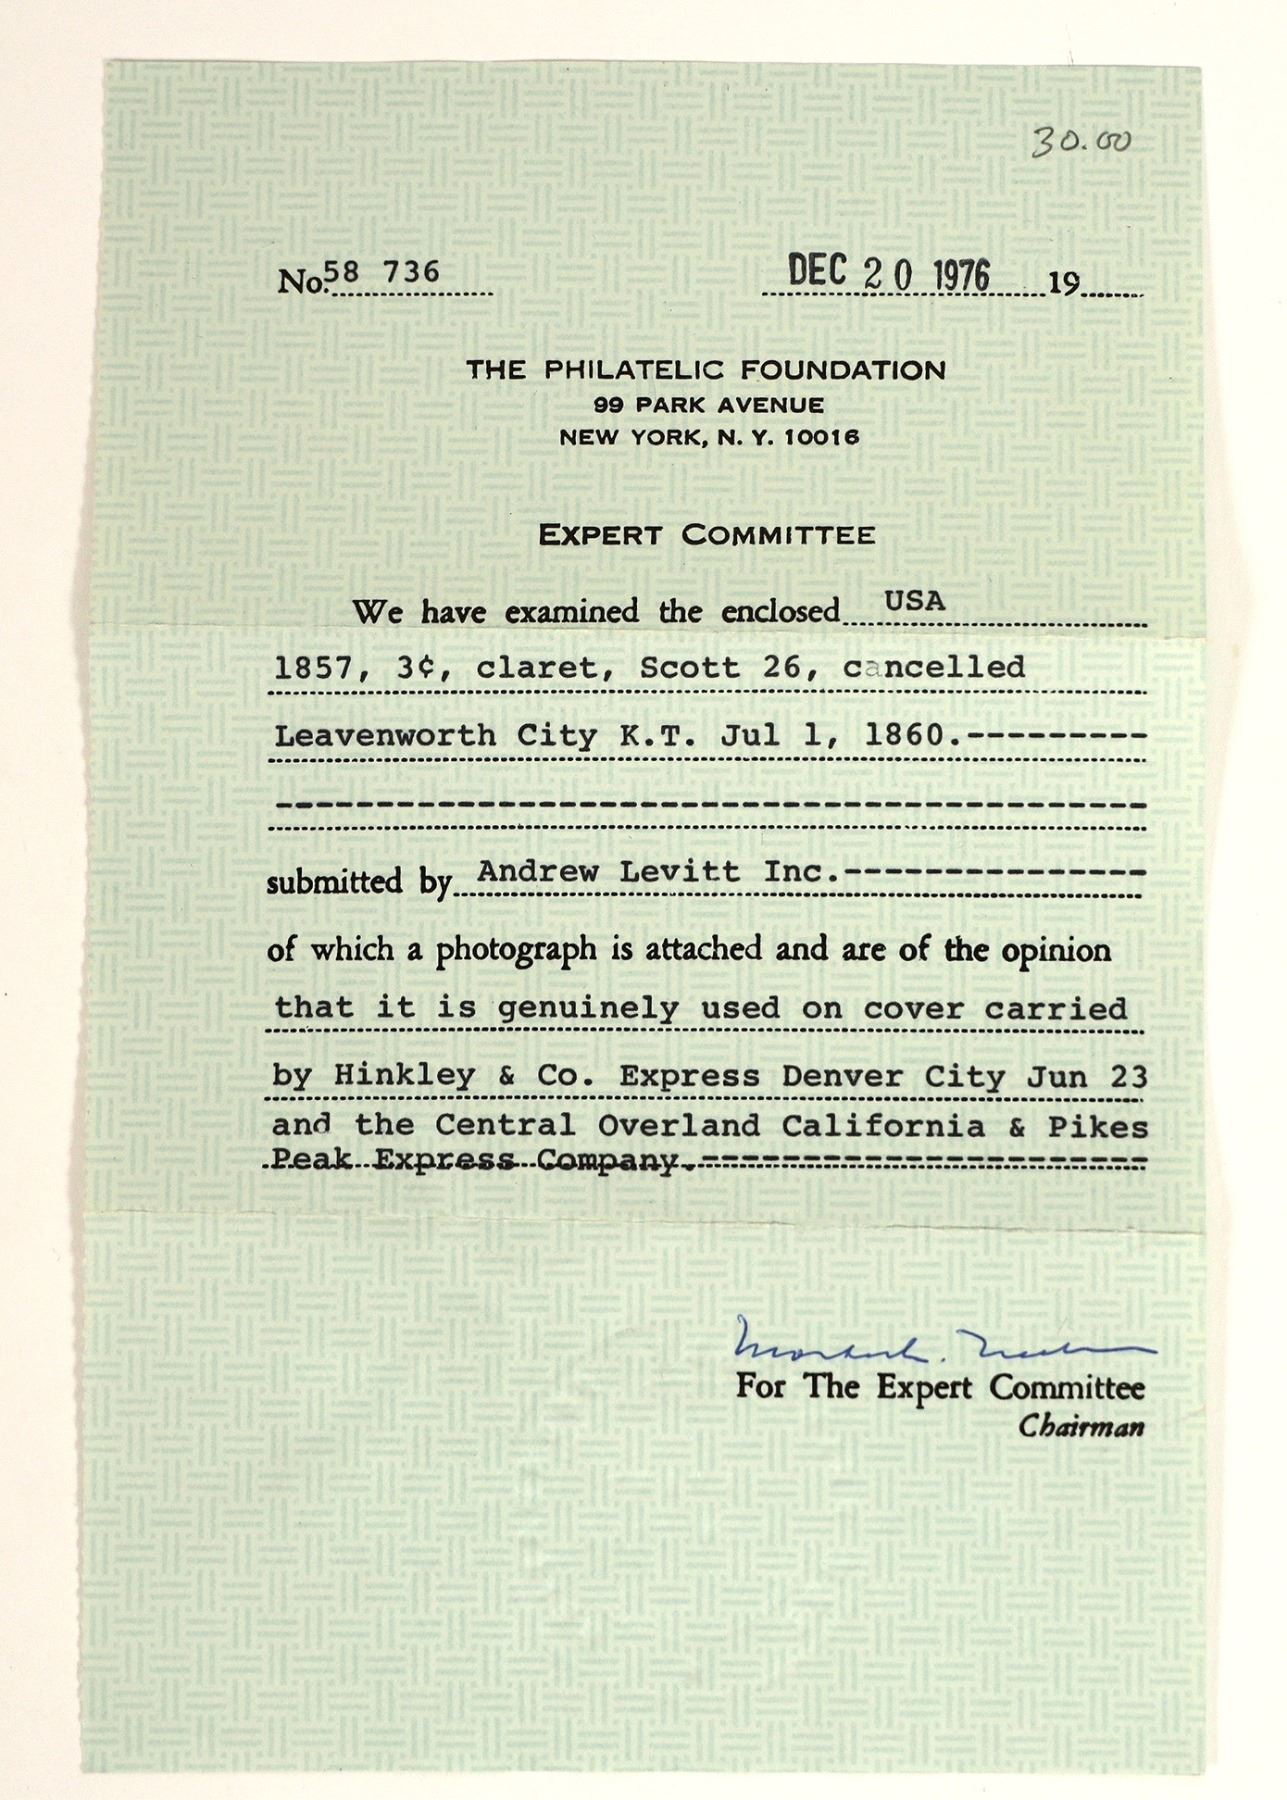 30.00
No. 58 736 DEC 20 1976 19
THE PHILATELIC FOUNDATION
99 PARK AVENUE
NEW YORK, N. Y. 10016
EXPERT COMMITTEE
We have examined the enclosed USA
1857, 3¢, claret, Scott 26, cancelled
Leavenworth City K.T. Jul 1, 1860.---------
-------------------------------------------
submitted by Andrew Levitt Inc.---------------
of which a photograph is attached and are of the opinion
that it is genuinely used on cover carried
by Hinkley & Co. Express Denver City Jun 23
and the Central Overland California & Pikes
Peak Express Company.----------------------
For The Expert Committee
Chairman